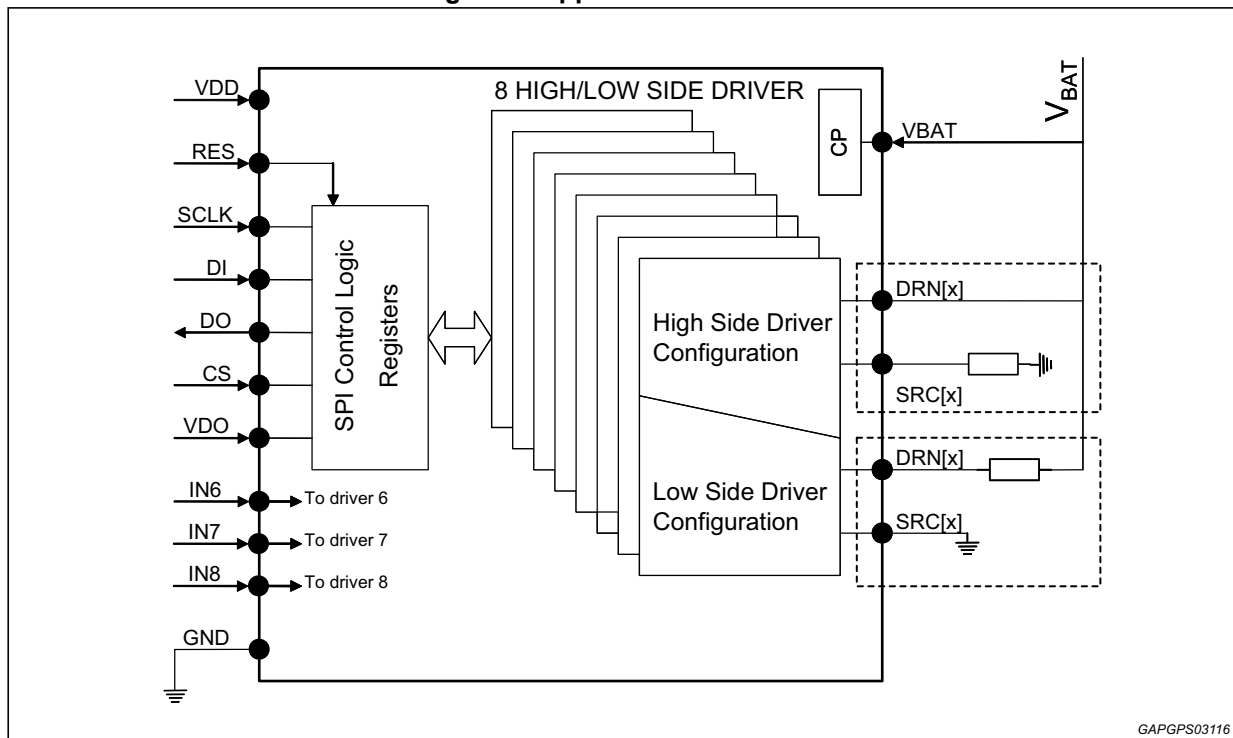 8 HIGH/LOW SIDE DRIVER
VDD
RES
SCLK
DI
DO
CS
VDO
IN6
IN7
IN8
GND
SPI Control Logic
Registers
To driver 6
To driver 7
To driver 8
CP
VBAT
VBAT
High Side Driver
Configuration
Low Side Driver
Configuration
DRN[x]
SRC[x]
DRN[x]
SRC[x]
GAPGPS03116